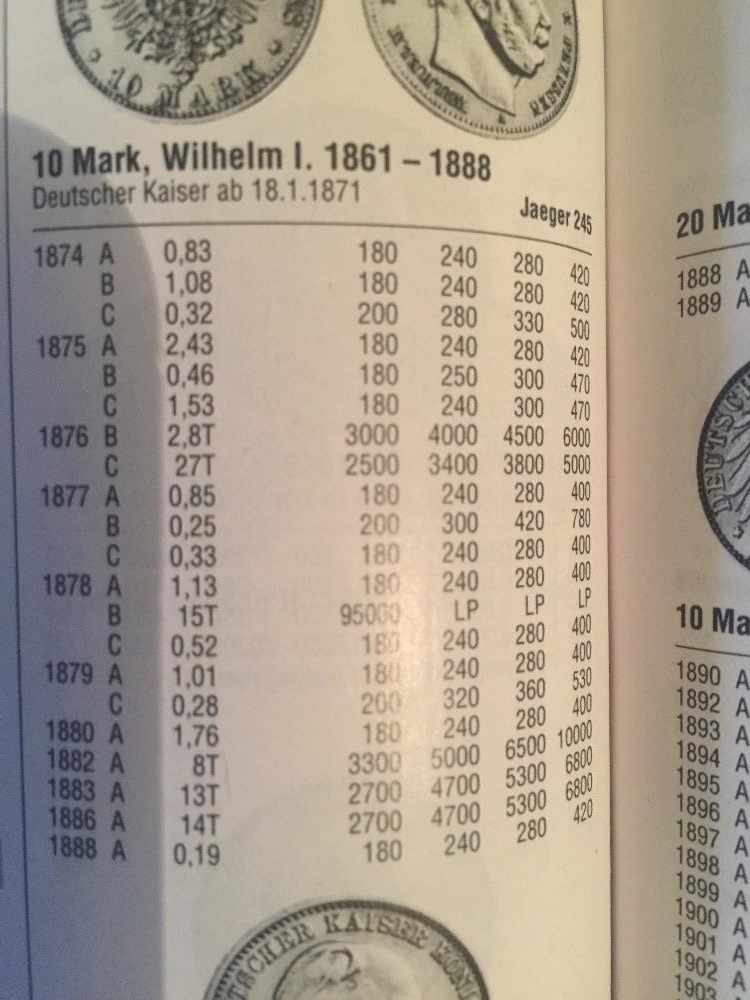 10 MARK
10 Mark, Wilhelm I. 1861 – 1888
Deutscher Kaiser ab 18.1.1871
Jaeger 245
1874 A 0,83 180 240 280 420
B 1,08 180 240 280 420
C 0,32 200 280 330 500
1875 A 2,43 180 240 280 420
B 0,46 180 250 300 470
C 1,53 180 240 300 470
1876 B 2,8T 3000 4000 4500 6000
C 27T 2500 3400 3800 5000
1877 A 0,85 180 240 280 400
B 0,25 200 300 420 780
C 0,33 180 240 280 400
1878 A 1,13 180 240 280 400
B 15T 95000 LP LP LP
C 0,52 180 240 280 400
1879 A 1,01 180 240 280 400
C 0,28 200 320 360 530
1880 A 1,76 180 240 280 400
1882 A 8T 3300 5000 6500 10000
1883 A 13T 2700 4700 5300 6800
1886 A 14T 2700 4700 5300 6800
1888 A 0,19 180 240 280 420
TSCHER KAISER KÖNI
20 Ma
1888 A
1889 A
DEUTSC
10 Ma
1890 A
1892 A
1893 A
1894 A
1895 A
1896 A
1897 A
1898 A
1899 A
1900 A
1901 A
1902 A
1903